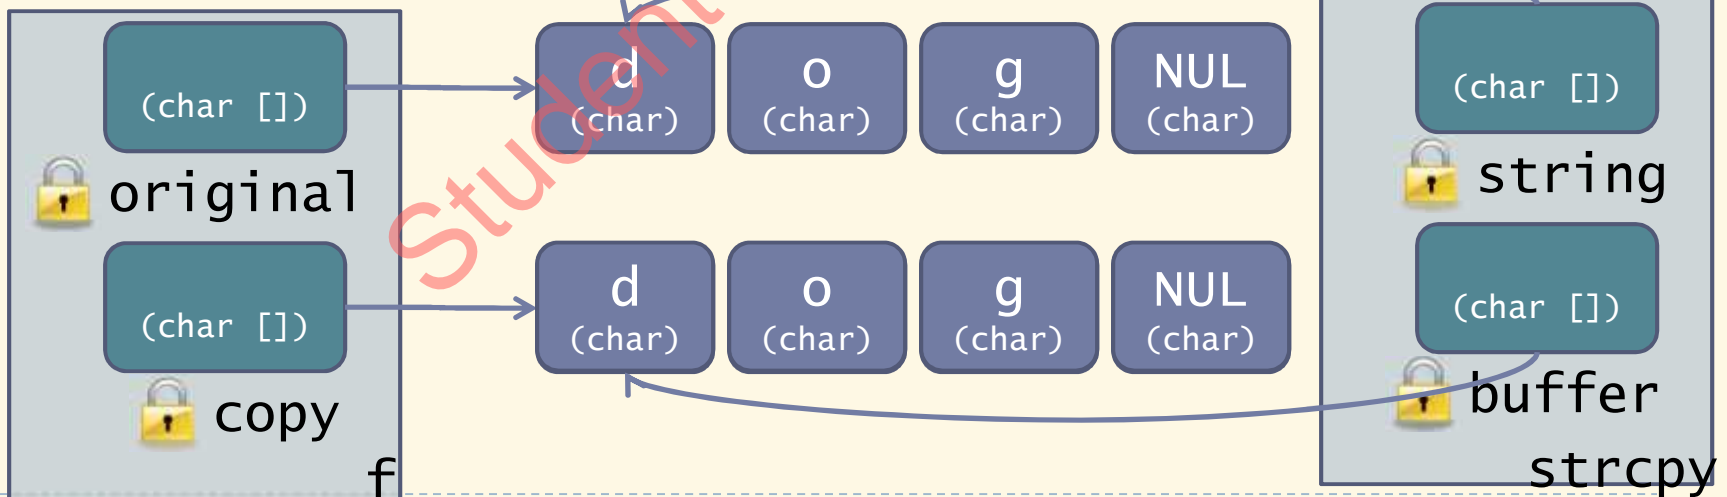 d o g NUL
(char []) (char) (char) (char) (char) (char [])
original string
d o g NUL
(char []) (char) (char) (char) (char) (char [])
copy buffer
f strcpy
Student